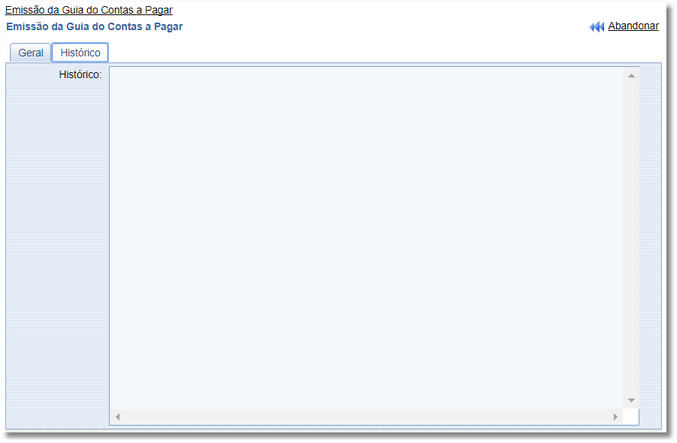 Emissão da Guia do Contas a Pagar
Emissão da Guia do Contas a Pagar
Abandonar
Geral
Histórico
Histórico: